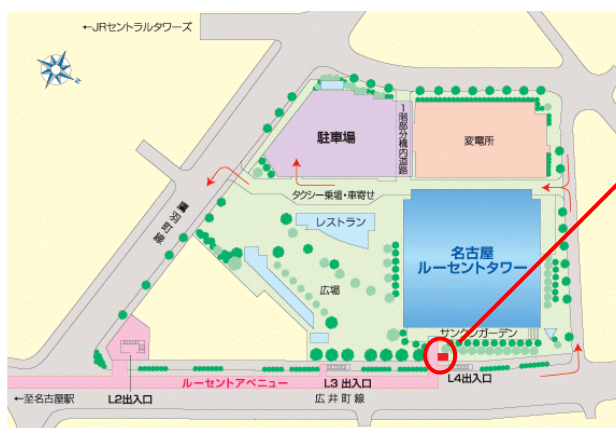 ←JRセントラルタワーズ
N
駐車場
1階部分構内道路
変電所
タクシー乗場・車寄せ
羽町線
レストラン
名古屋
ルーセントタワー
広場
サンクンガーデン
ルーセントアベニュー
L3 出入口
L4出入口
L2出入口
←至名古屋駅
広井町線